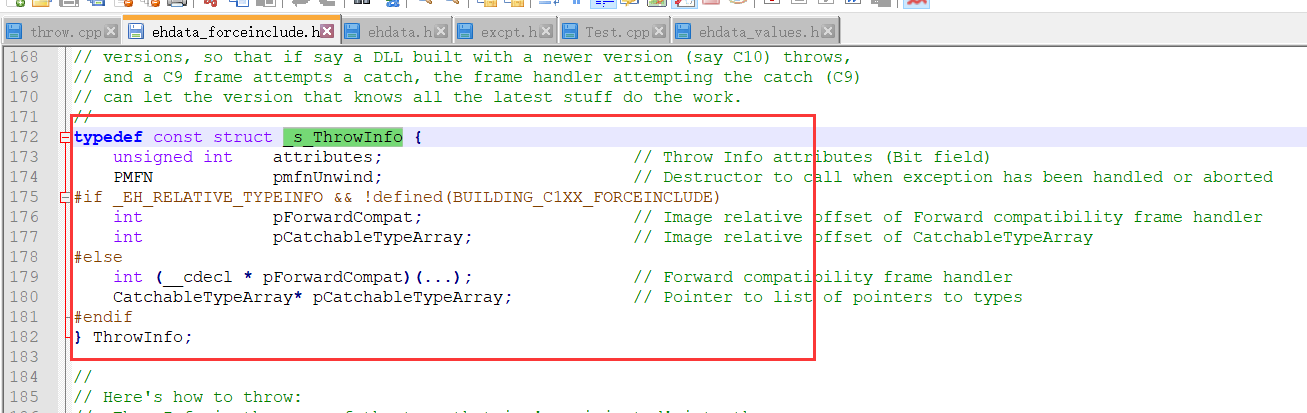 throw.cpp ehdata_forceinclude.h ehdata.h excpt.h Test.cpp ehdata_values.h
168 // versions, so that if say a DLL built with a newer version (say C10) throws,
169 // and a C9 frame attempts a catch, the frame handler attempting the catch (C9)
170 // can let the version that knows all the latest stuff do the work.
171 //
172 typedef const struct _s_ThrowInfo {
173 unsigned int attributes; // Throw Info attributes (Bit field)
174 PMFN pmfnUnwind; // Destructor to call when exception has been handled or aborted
175 #if _EH_RELATIVE_TYPEINFO && !defined(BUILDING_C1XX_FORCEINCLUDE)
176 int pForwardCompat; // Image relative offset of Forward compatibility frame handler
177 int pCatchableTypeArray; // Image relative offset of CatchableTypeArray
178 #else
179 int (__cdecl * pForwardCompat)(...); // Forward compatibility frame handler
180 CatchableTypeArray* pCatchableTypeArray; // Pointer to list of pointers to types
181 #endif
182 } ThrowInfo;
183
184 //
185 // Here's how to throw: